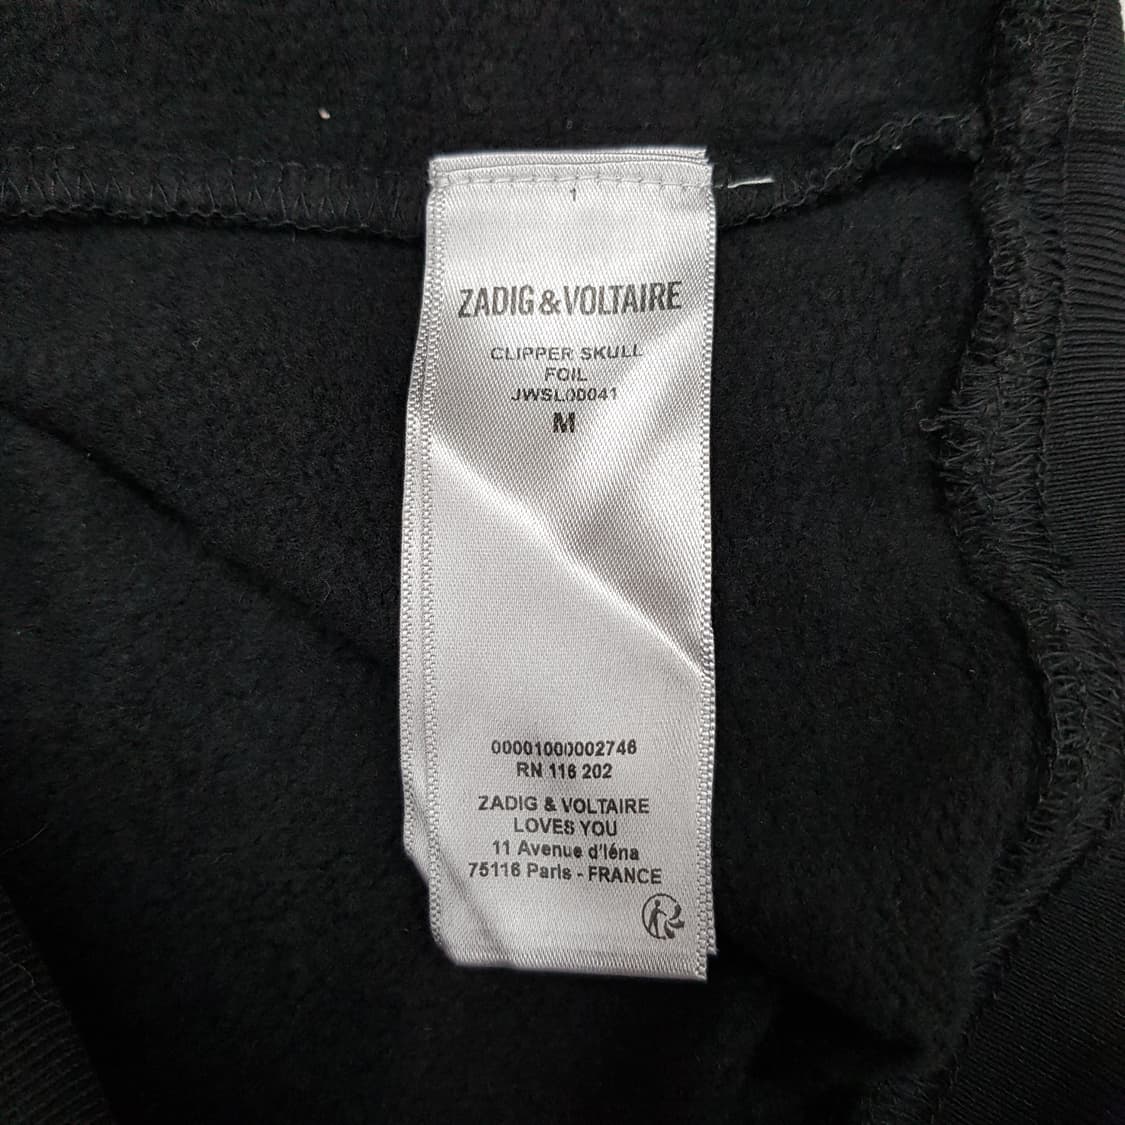 1
ZADIG & VOLTAIRE
CLIPPER SKULL
FOIL
JWSL00041
M
00001000002746
RN 116 202
ZADIG & VOLTAIRE
LOVES YOU
11 Avenue d'Iéna
75116 Paris - FRANCE